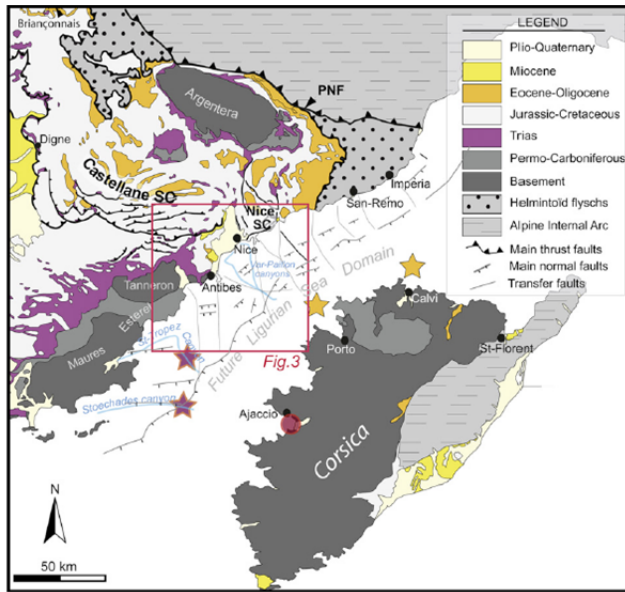 Briançonnais
Argentera
PNF
Digne
Castellane SC
Nice
SC
Imperia
San-Remo
Nice
Var-Paillon
canyons
Antibes
Tanneron
Esterel
Maures
St-Tropez
Canyon
Stoechades canyon
Future Ligurian Sea Domain
Fig.3
Calvi
Porto
St-Florent
Ajaccio
Corsica
N
50 km
LEGEND
Plio-Quaternary
Miocene
Eocene-Oligocene
Jurassic-Cretaceous
Trias
Permo-Carboniferous
Basement
Helmintoïd flyschs
Alpine Internal Arc
Main thrust faults
Main normal faults
Transfer faults